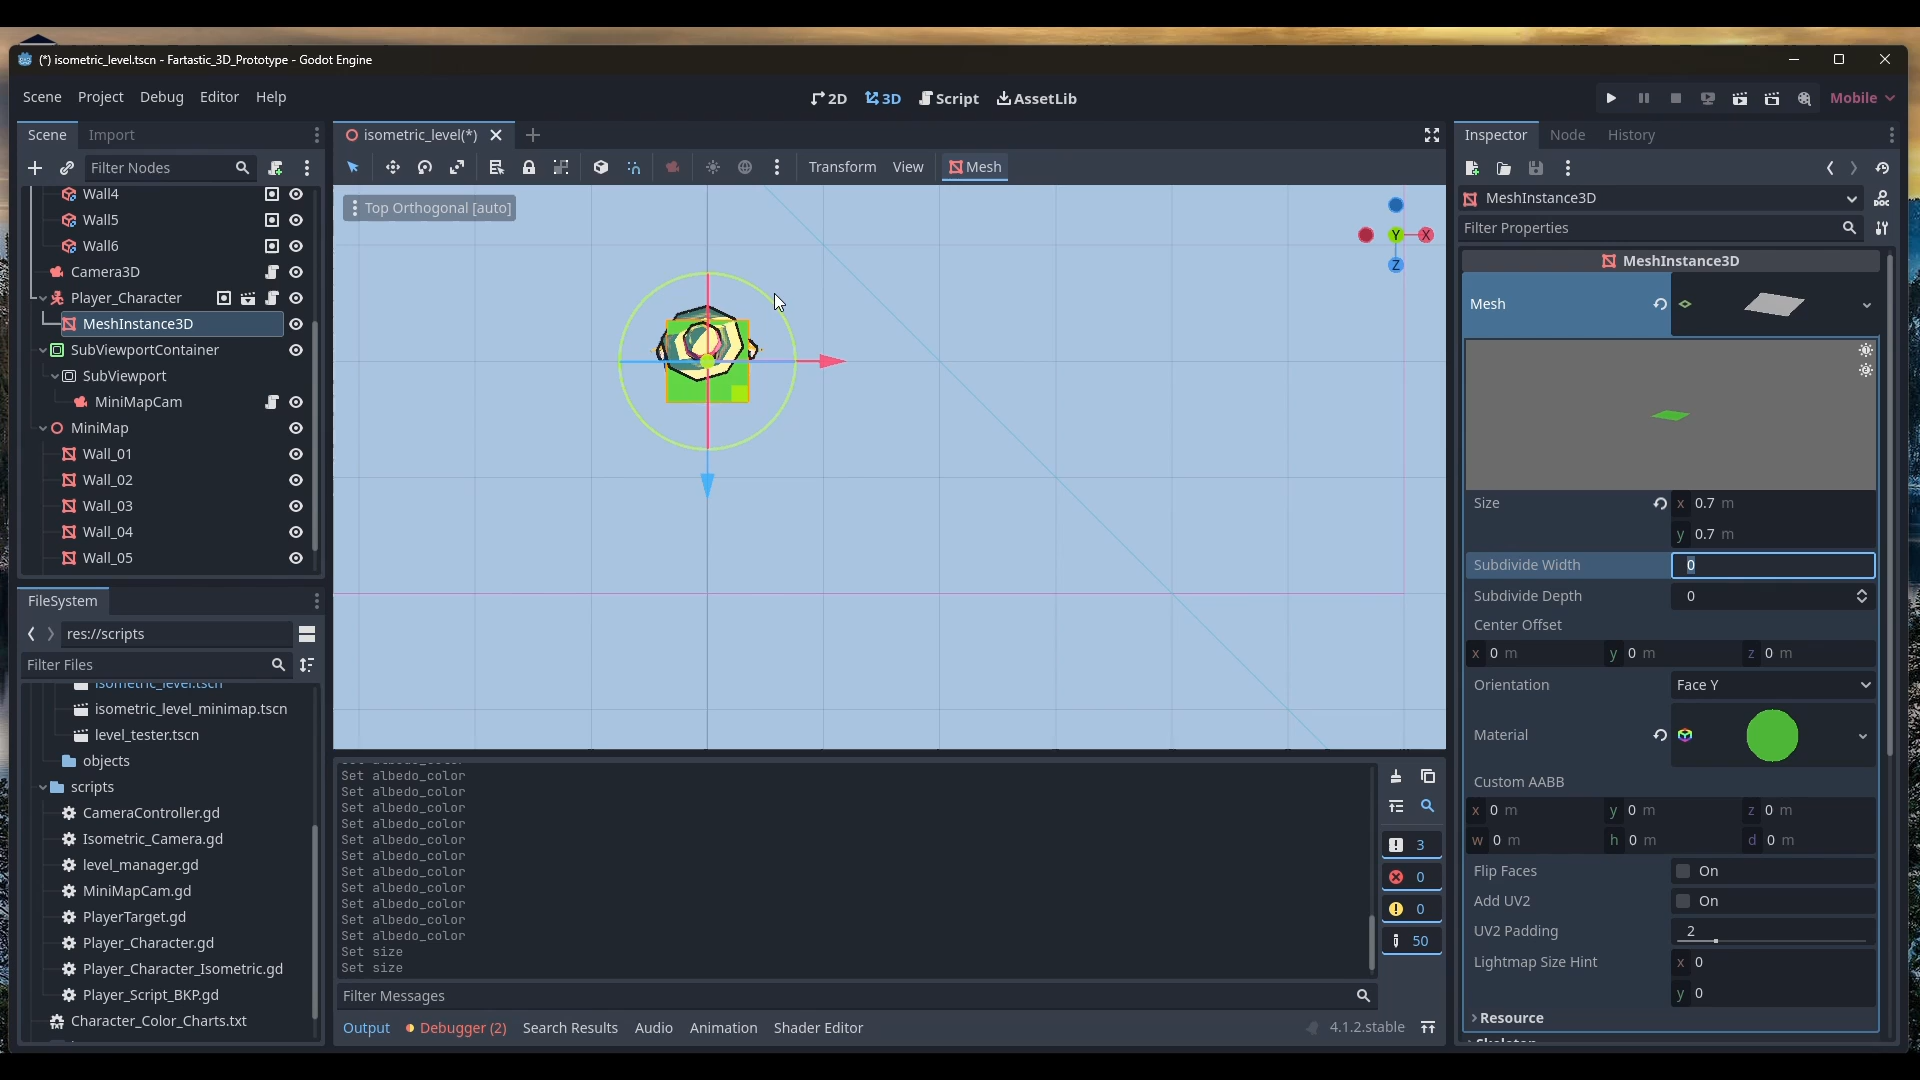 (*) isometric_level.tscn - Fartastic_3D_Prototype - Godot Engine
Scene Project Debug Editor Help
2D 3D Script AssetLib
Mobile
Scene Import
Filter Nodes
Wall4
Wall5
Wall6
Camera3D
Player_Character
MeshInstance3D
SubViewportContainer
SubViewport
MiniMapCam
MiniMap
Wall_01
Wall_02
Wall_03
Wall_04
Wall_05
FileSystem
res://scripts
Filter Files
isometric_level.tscn
isometric_level_minimap.tscn
level_tester.tscn
objects
scripts
CameraController.gd
Isometric_Camera.gd
level_manager.gd
MiniMapCam.gd
PlayerTarget.gd
Player_Character.gd
Player_Character_Isometric.gd
Player_Script_BKP.gd
Character_Color_Charts.txt
isometric_level(*)
Transform View Mesh
Top Orthogonal [auto]
Y X
Z
Set albedo_color
Set albedo_color
Set albedo_color
Set albedo_color
Set albedo_color
Set albedo_color
Set albedo_color
Set albedo_color
Set albedo_color
Set albedo_color
Set albedo_color
Set size
Set size
3
0
0
50
Filter Messages
Output Debugger (2) Search Results Audio Animation Shader Editor 4.1.2.stable
Inspector Node History
MeshInstance3D
Filter Properties
MeshInstance3D
Mesh
Size x 0.7 m
y 0.7 m
Subdivide Width 0
Subdivide Depth 0
Center Offset
x 0 m y 0 m z 0 m
Orientation Face Y
Material
Custom AABB
x 0 m y 0 m z 0 m
w 0 m h 0 m d 0 m
Flip Faces On
Add UV2 On
UV2 Padding 2
Lightmap Size Hint x 0
y 0
Resource
Skeleton